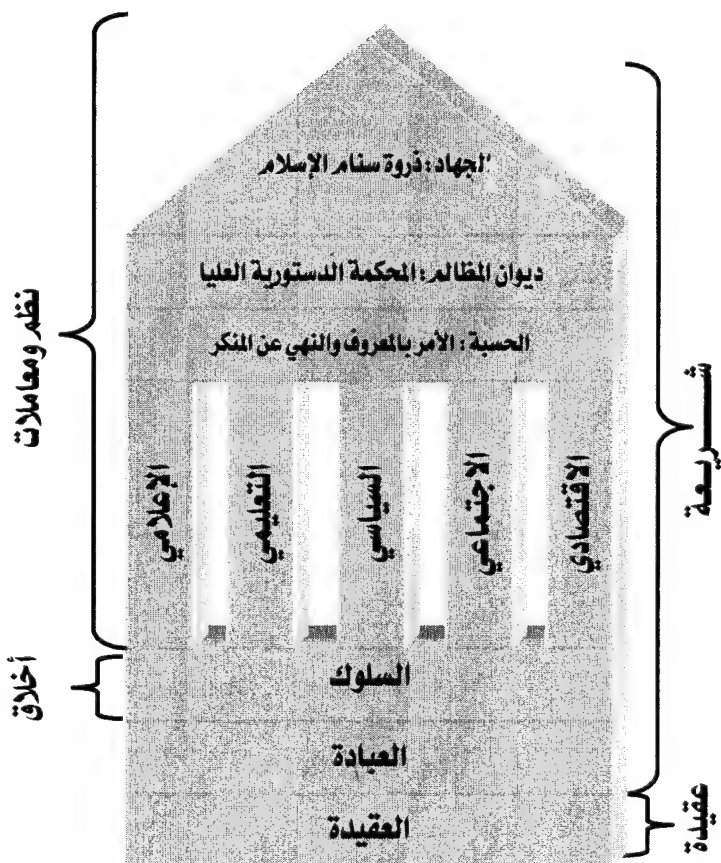 الجهاد: ذروة سنام الإسلام
ديوان المظالم: المحكمة الدستورية العليا
الحسبة: الأمر بالمعروف والنهي عن المنكر
الاقتصادي
الاجتماعي
السياسي
التعليمي
الإعلامي
السلوك
العبادة
العقيدة
شـــريعة
عقيدة
نظم ومعاملات
أخلاق